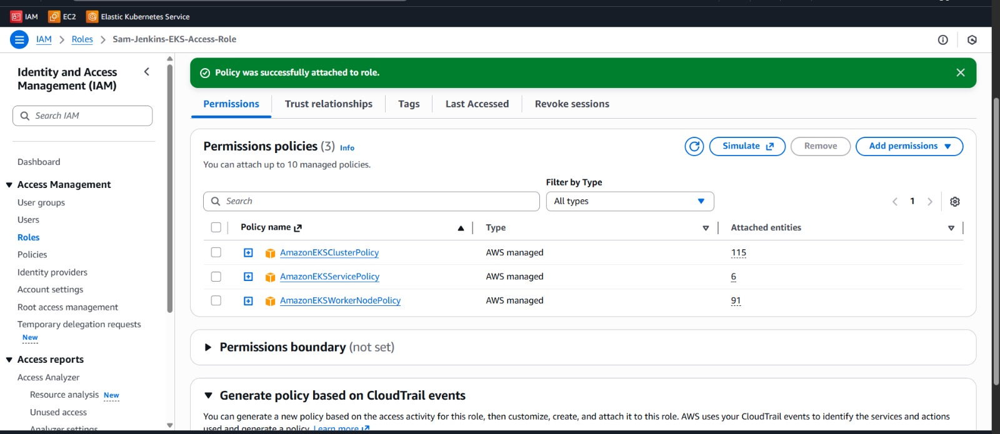 IAM EC2 Elastic Kubernetes Service
IAM Roles Sam-Jenkins-EKS-Access-Role
Identity and Access
Management (IAM)
Search IAM
Dashboard
Access Management
User groups
Users
Roles
Policies
Identity providers
Account settings
Root access management
Temporary delegation requests
New
Access reports
Access Analyzer
Resource analysis New
Unused access
Analyzer settings
Policy was successfully attached to role.
Permissions Trust relationships Tags Last Accessed Revoke sessions
Permissions policies (3) Info
Simulate Remove Add permissions
You can attach up to 10 managed policies.
Filter by Type
Search All types 1
Policy name Type Attached entities
AmazonEKSClusterPolicy AWS managed 115
AmazonEKSServicePolicy AWS managed 6
AmazonEKSWorkerNodePolicy AWS managed 91
Permissions boundary (not set)
Generate policy based on CloudTrail events
You can generate a new policy based on the access activity for this role, then customize, create, and attach it to this role. AWS uses your CloudTrail events to identify the services and actions
used and generate a policy. Learn more